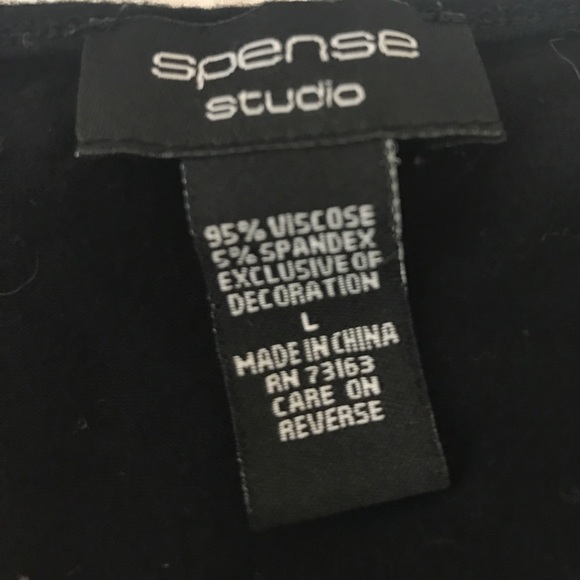 spense
studio
95% VISCOSE
5% SPANDEX
EXCLUSIVE OF
DECORATION
L
MADE IN CHINA
RN 73163
CARE ON
REVERSE